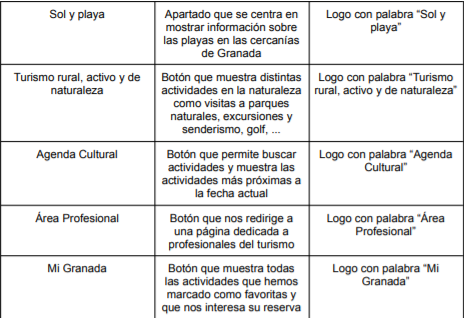 Sol y playa
Apartado que se centra en
mostrar información sobre
las playas en las cercanías
de Granada
Logo con palabra “Sol y
playa”
Turismo rural, activo y de
naturaleza
Botón que muestra distintas
actividades en la naturaleza
como visitas a parques
naturales, excursiones y
senderismo, golf, ...
Logo con palabra “Turismo
rural, activo y de naturaleza”
Agenda Cultural
Botón que permite buscar
actividades y muestra las
actividades más próximas a
la fecha actual
Logo con palabra “Agenda
Cultural”
Área Profesional
Botón que nos redirige a
una página dedicada a
profesionales del turismo
Logo con palabra “Área
Profesional”
Mi Granada
Botón que muestra todas
las actividades que hemos
marcado como favoritas y
que nos interesa su reserva
Logo con palabra “Mi
Granada”